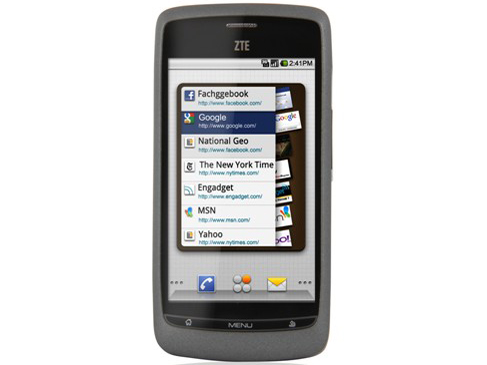 ZTE
2:41PM
Fachggebook
http://www.facebook.com/
Google
http://www.google.com/
National Geo
http://www.facebook.com/
The New York Time
http://www.nytimes.com/
Engadget
http://www.engadget.com/
MSN
http://www.msn.com/
Yahoo
http://www.nytimes.com/
MENU